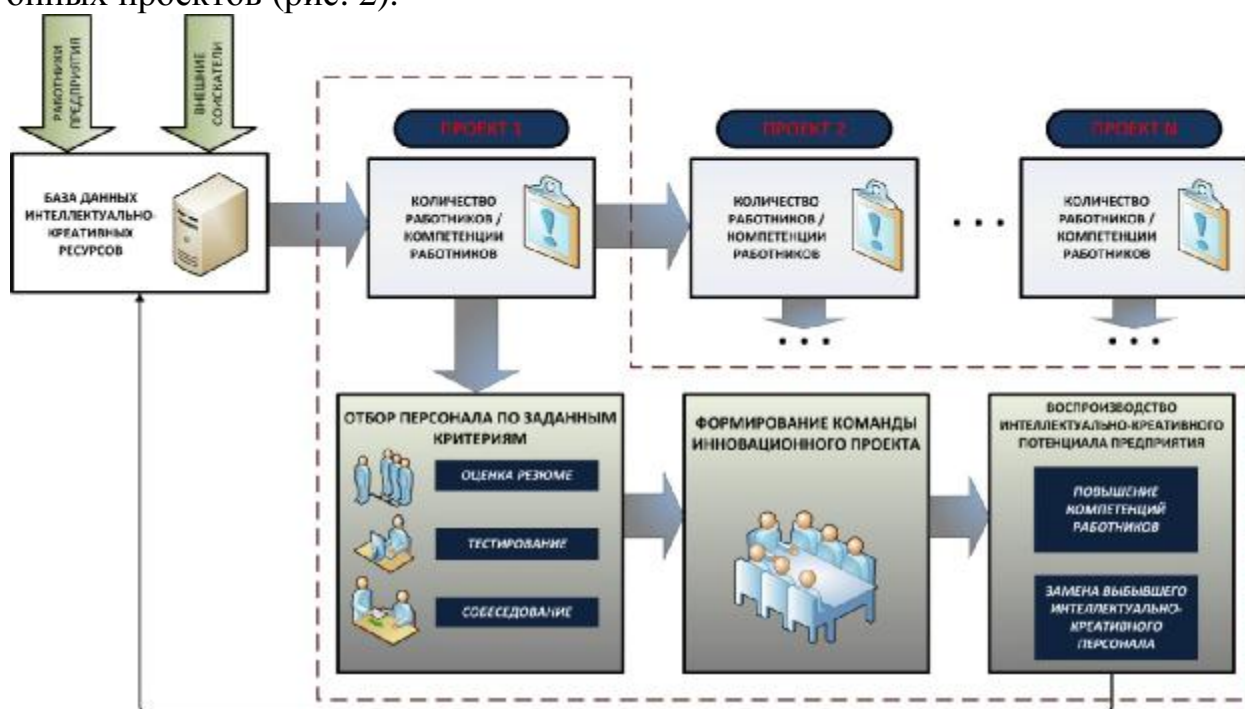 онных проектов (рис. 2).
РАБОТНИКИ
ПРЕДПРИЯТИЯ
ВНЕШНИЕ
СОИСКАТЕЛИ
ПРОЕКТ 1
ПРОЕКТ 2
ПРОЕКТ N
БАЗА ДАННЫХ
ИНТЕЛЛЕКТУАЛЬНО-
КРЕАТИВНЫХ
РЕСУРСОВ
КОЛИЧЕСТВО
РАБОТНИКОВ /
КОМПЕТЕНЦИИ
РАБОТНИКОВ
КОЛИЧЕСТВО
РАБОТНИКОВ /
КОМПЕТЕНЦИИ
РАБОТНИКОВ
• • •
КОЛИЧЕСТВО
РАБОТНИКОВ /
КОМПЕТЕНЦИИ
РАБОТНИКОВ
• • •
• • •
ОТБОР ПЕРСОНАЛА ПО ЗАДАННЫМ
КРИТЕРИЯМ
ОЦЕНКА РЕЗЮМЕ
ТЕСТИРОВАНИЕ
СОБЕСЕДОВАНИЕ
ФОРМИРОВАНИЕ КОМАНДЫ
ИННОВАЦИОННОГО ПРОЕКТА
ВОСПРОИЗВОДСТВО
ИНТЕЛЛЕКТУАЛЬНО-КРЕАТИВНОГО
ПОТЕНЦИАЛА ПРЕДПРИЯТИЯ
ПОВЫШЕНИЕ
КОМПЕТЕНЦИЙ
РАБОТНИКОВ
ЗАМЕНА ВЫБЫВШЕГО
ИНТЕЛЛЕКТУАЛЬНО-
КРЕАТИВНОГО
ПЕРСОНАЛА